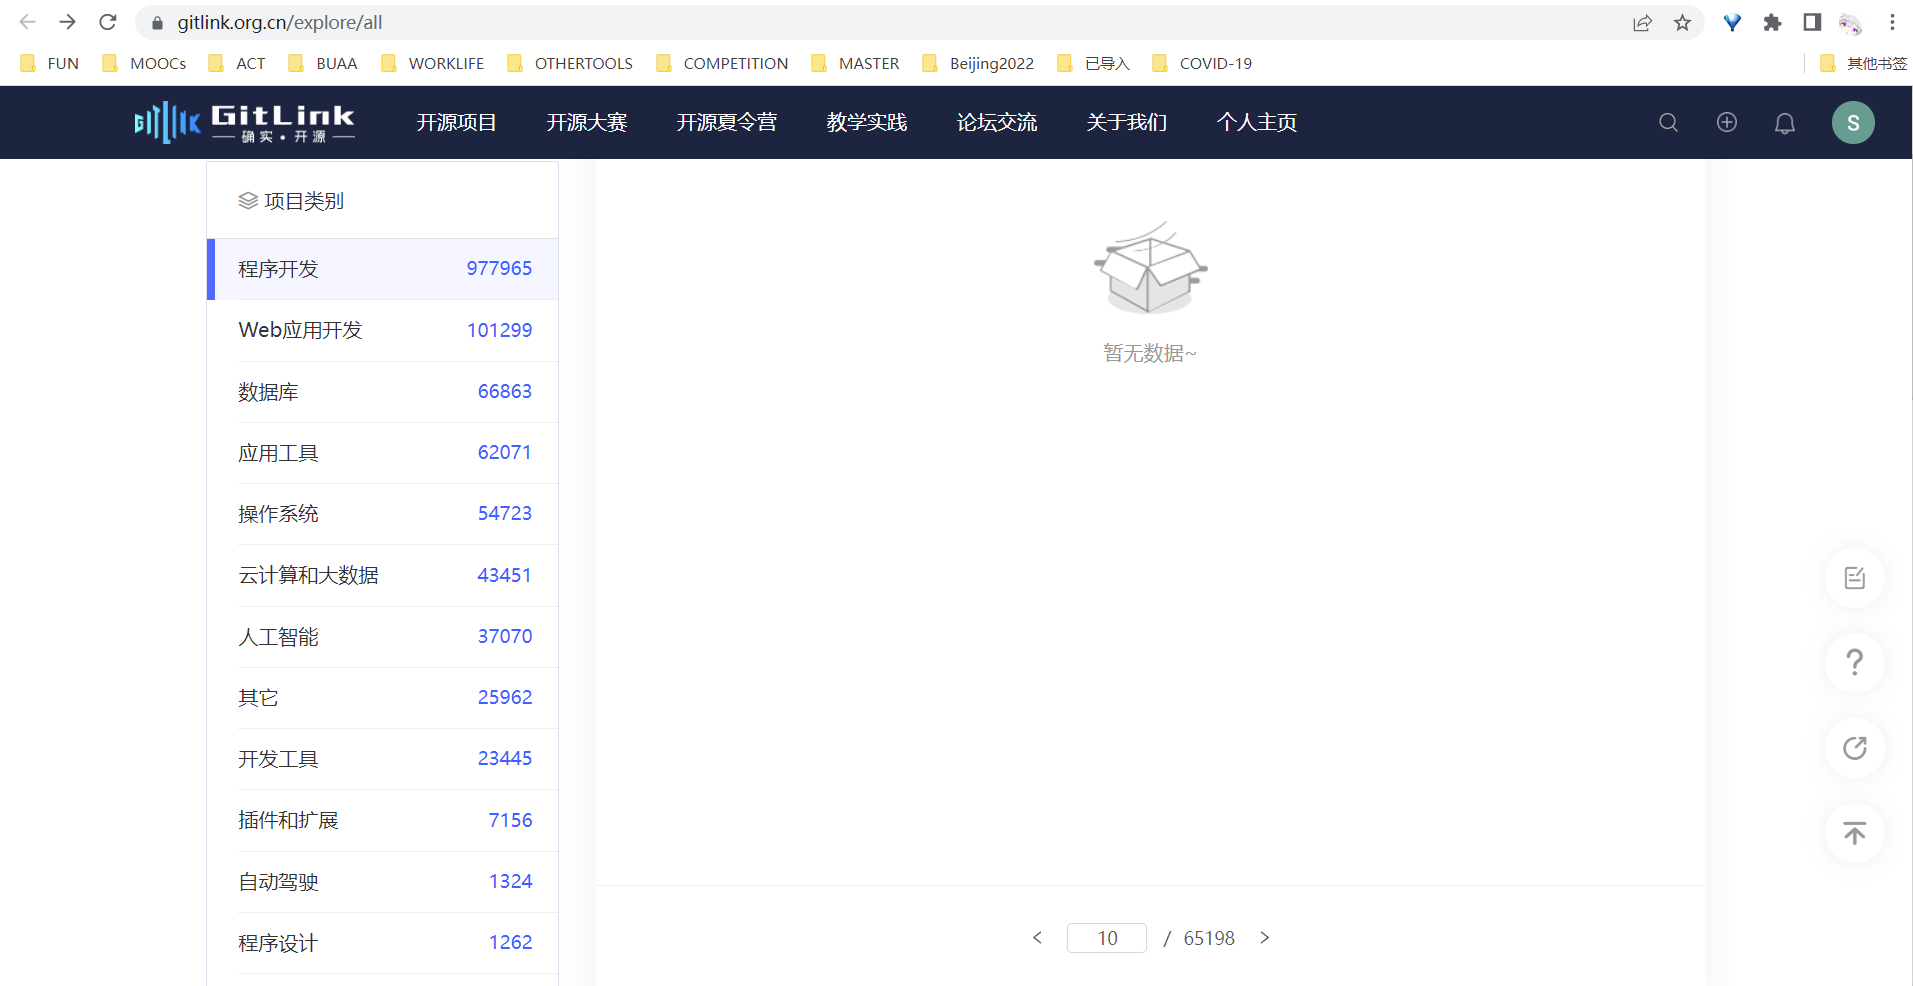 gitlink.org.cn/explore/all
FUN MOOCs ACT BUAA WORKLIFE OTHERTOOLS COMPETITION MASTER Beijing2022 已导入 COVID-19 其他书签
GITLINK GitLink 开源项目 开源大赛 开源夏令营 教学实践 论坛交流 关于我们 个人主页 S
确实·开源
项目类别
程序开发 977965
Web应用开发 101299
数据库 66863
应用工具 62071
操作系统 54723
云计算和大数据 43451
人工智能 37070
其它 25962
开发工具 23445
插件和扩展 7156
自动驾驶 1324
程序设计 1262
暂无数据~
< 10 / 65198 >